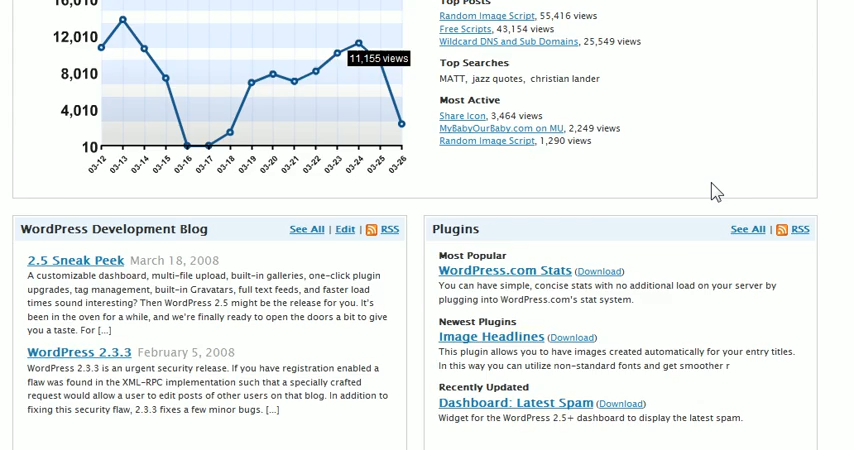 16,010
12,010
8,010
4,010
10
11,155 views
03-12 03-13 03-14 03-15 03-16 03-17 03-18 03-19 03-20 03-21 03-22 03-23 03-24 03-25 03-26
Top Posts
Random Image Script, 55,416 views
Free Scripts, 43,154 views
Wildcard DNS and Sub Domains, 25,549 views
Top Searches
MATT, jazz quotes, christian lander
Most Active
Share Icon, 3,464 views
MyBabyOurBaby.com on MU, 2,249 views
Random Image Script, 1,290 views
WordPress Development Blog See All | Edit | RSS
2.5 Sneak Peek March 18, 2008
A customizable dashboard, multi-file upload, built-in galleries, one-click plugin
upgrades, tag management, built-in Gravatars, full text feeds, and faster load
times sound interesting? Then WordPress 2.5 might be the release for you. It's
been in the oven for a while, and we're finally ready to open the doors a bit to give
you a taste. For [...]
WordPress 2.3.3 February 5, 2008
WordPress 2.3.3 is an urgent security release. If you have registration enabled a
flaw was found in the XML-RPC implementation such that a specially crafted
request would allow a user to edit posts of other users on that blog. In addition to
fixing this security flaw, 2.3.3 fixes a few minor bugs. [...]
Plugins See All | RSS
Most Popular
WordPress.com Stats (Download)
You can have simple, concise stats with no additional load on your server by
plugging into WordPress.com's stat system.
Newest Plugins
Image Headlines (Download)
This plugin allows you to have images created automatically for your entry titles.
In this way you can utilize non-standard fonts and get smoother r
Recently Updated
Dashboard: Latest Spam (Download)
Widget for the WordPress 2.5+ dashboard to display the latest spam.